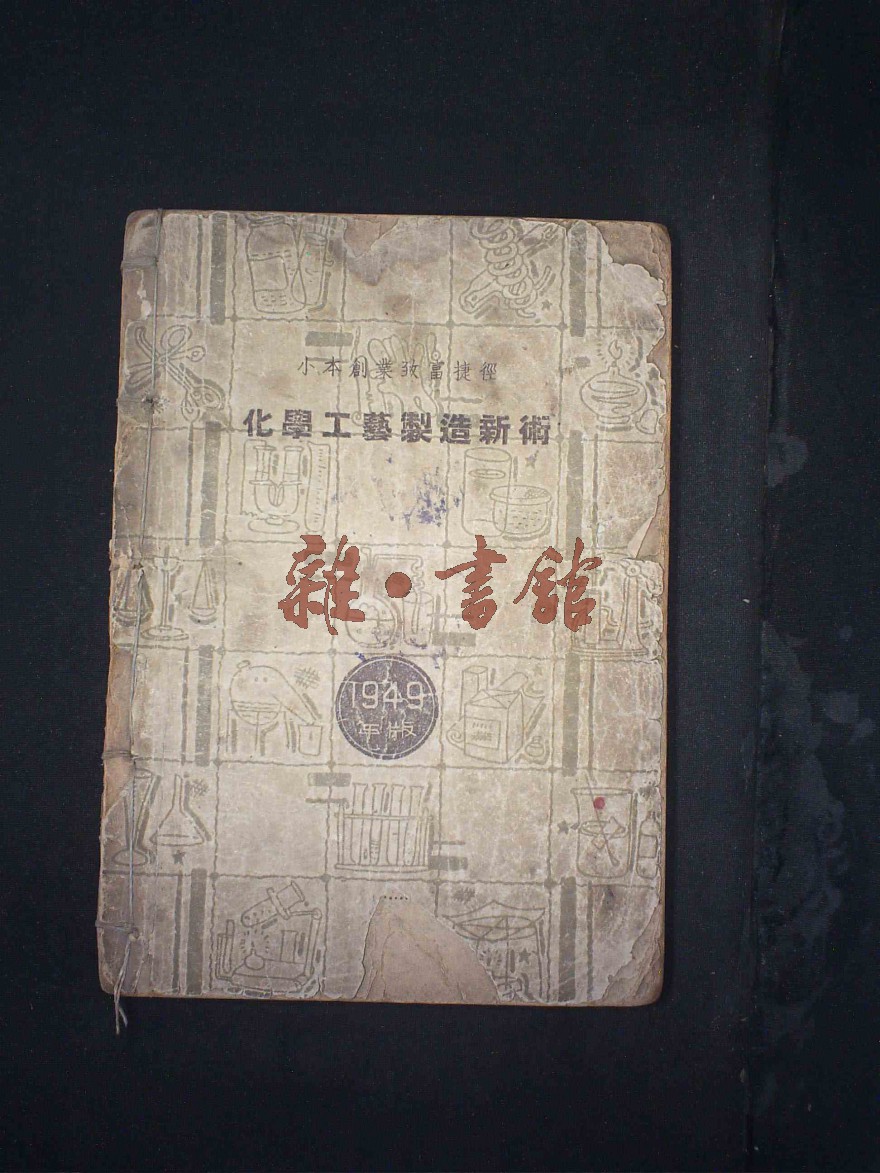 小本創業致富捷徑
化學工藝製造新術
雜·書館
1949
年版